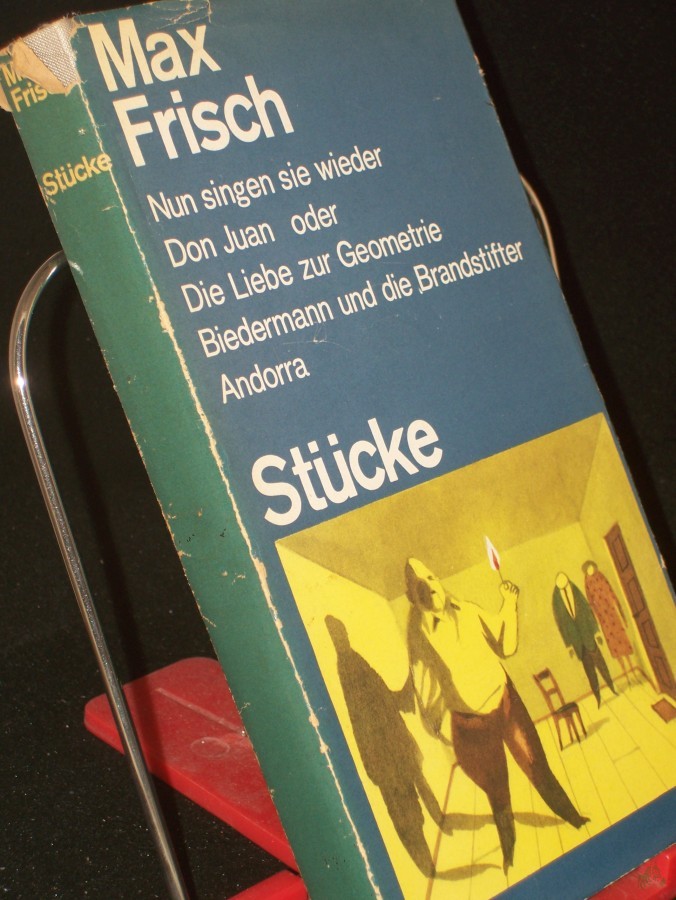 Max
Frisch
Nun singen sie wieder
Don Juan oder
Die Liebe zur Geometrie
Biedermann und die Brandstifter
Andorra
Stücke
M
Fris
Stücke